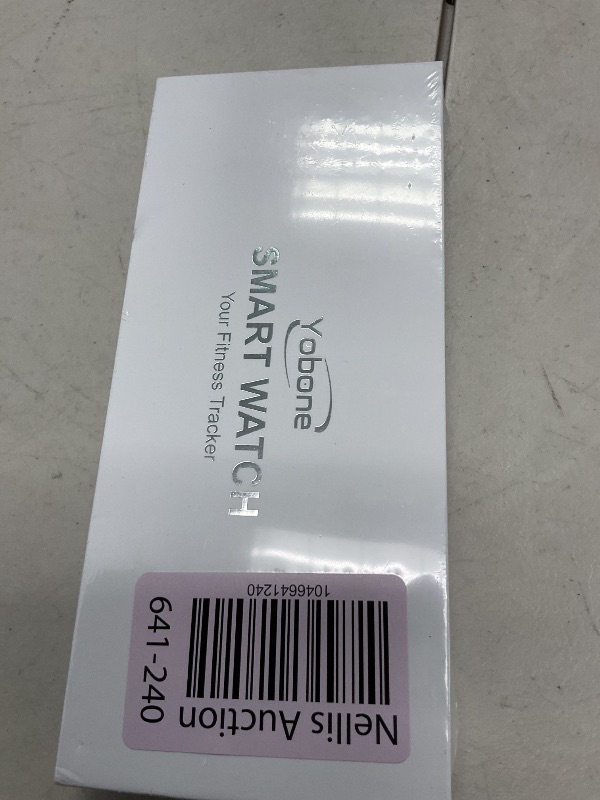 Yobone
SMART WATCH
Your Fitness Tracker
Nellis Auction
1046641240
641-240